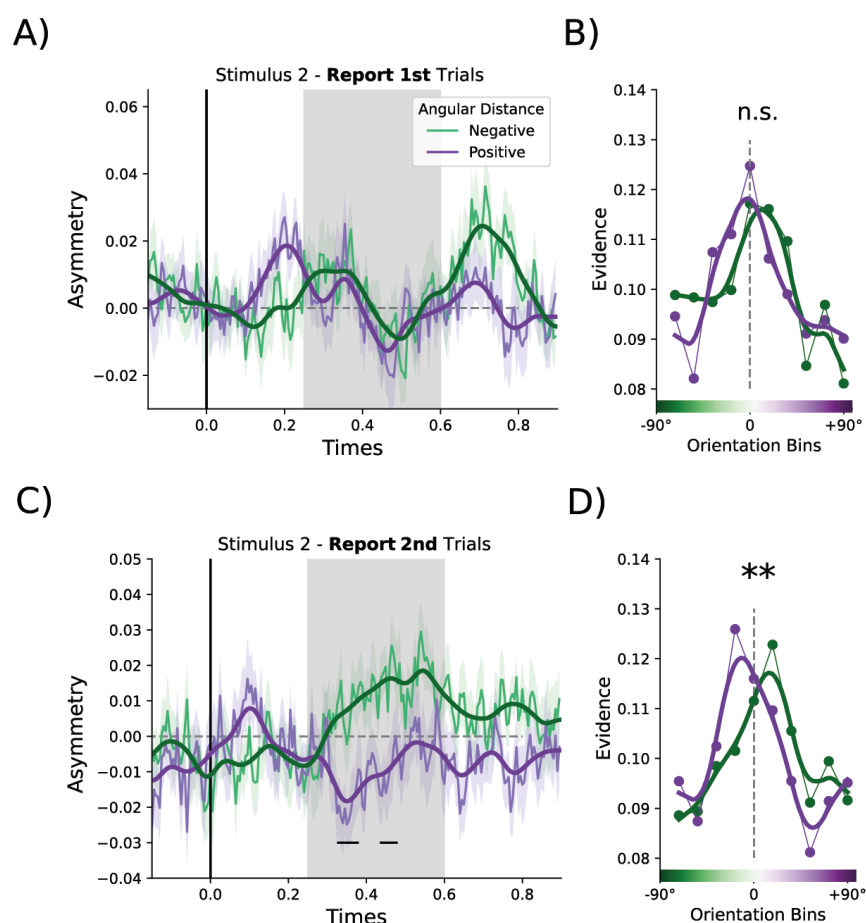 A)
Stimulus 2 - Report 1st Trials
Asymmetry
0.06
0.04
0.02
0.00
−0.02
Angular Distance
Negative
Positive
0.0 0.2 0.4 0.6 0.8
Times
B)
n.s.
Evidence
0.14
0.13
0.12
0.11
0.10
0.09
0.08
-90° 0 +90°
Orientation Bins
C)
Stimulus 2 - Report 2nd Trials
Asymmetry
0.05
0.04
0.03
0.02
0.01
0.00
−0.01
−0.02
−0.03
−0.04
0.0 0.2 0.4 0.6 0.8
Times
D)
**
Evidence
0.14
0.13
0.12
0.11
0.10
0.09
0.08
-90° 0 +90°
Orientation Bins